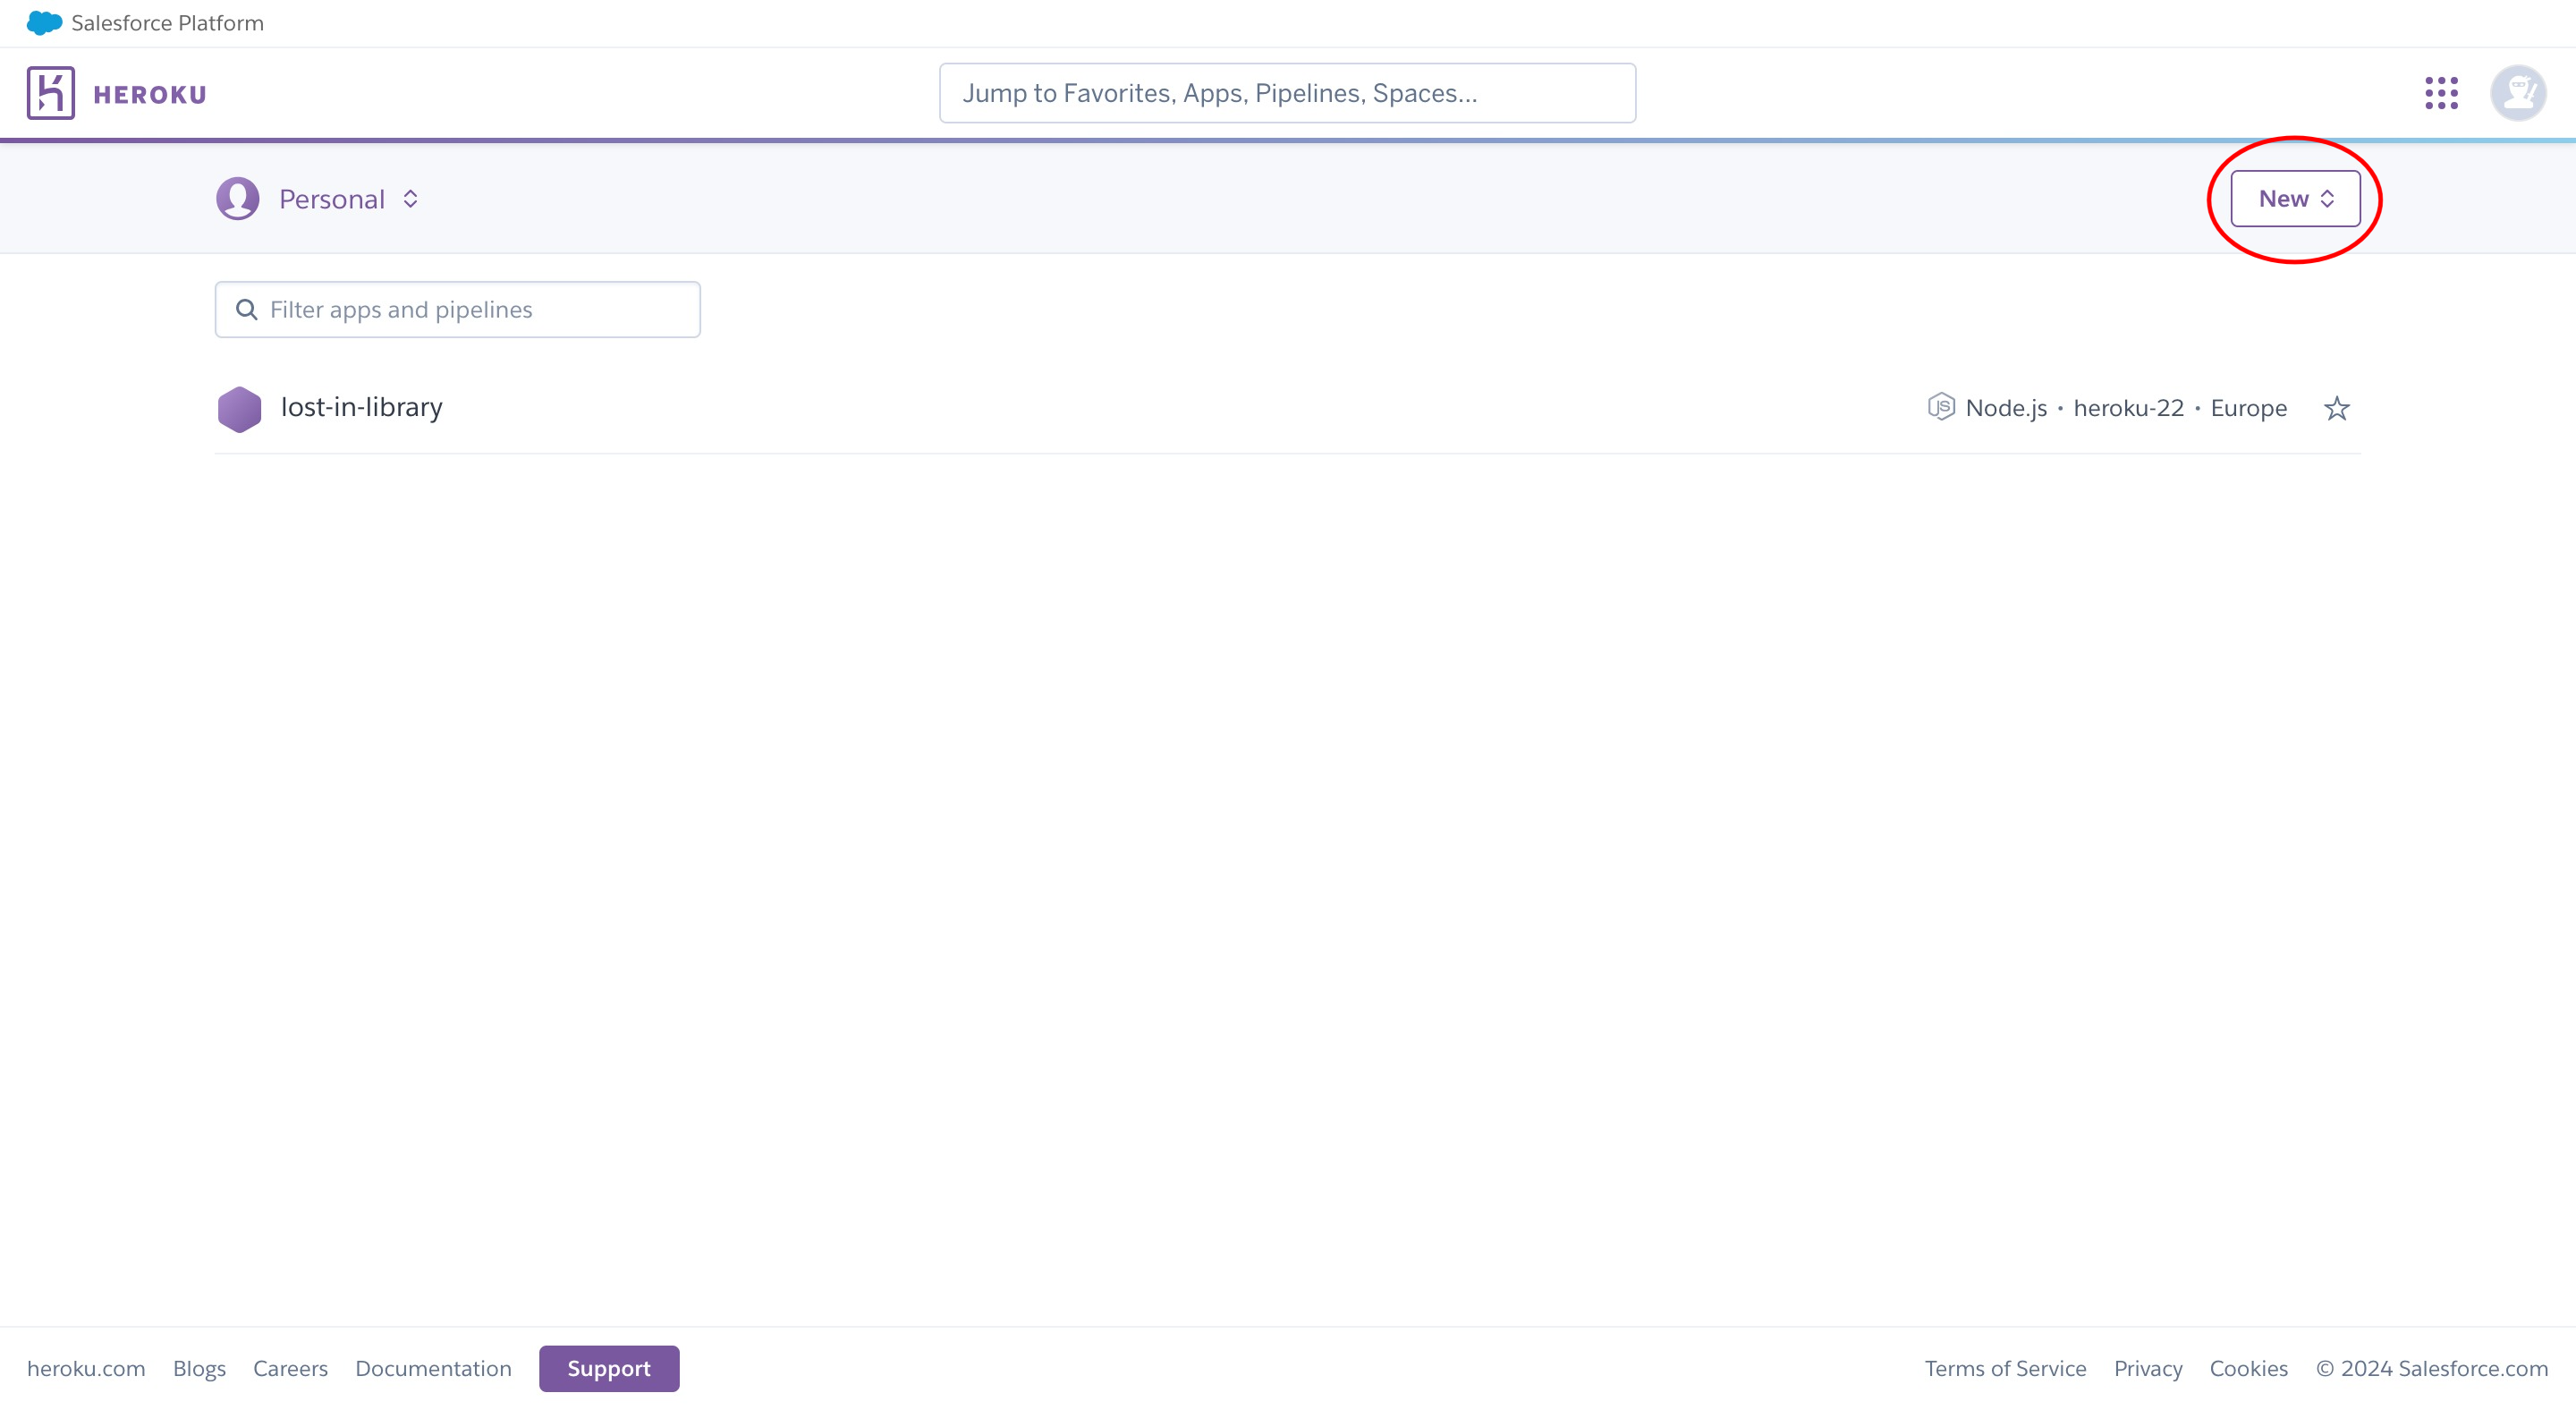 Salesforce Platform
HEROKU
Jump to Favorites, Apps, Pipelines, Spaces...
Personal
New
Filter apps and pipelines
lost-in-library
JS Node.js • heroku-22 • Europe
heroku.com Blogs Careers Documentation Support
Terms of Service Privacy Cookies © 2024 Salesforce.com